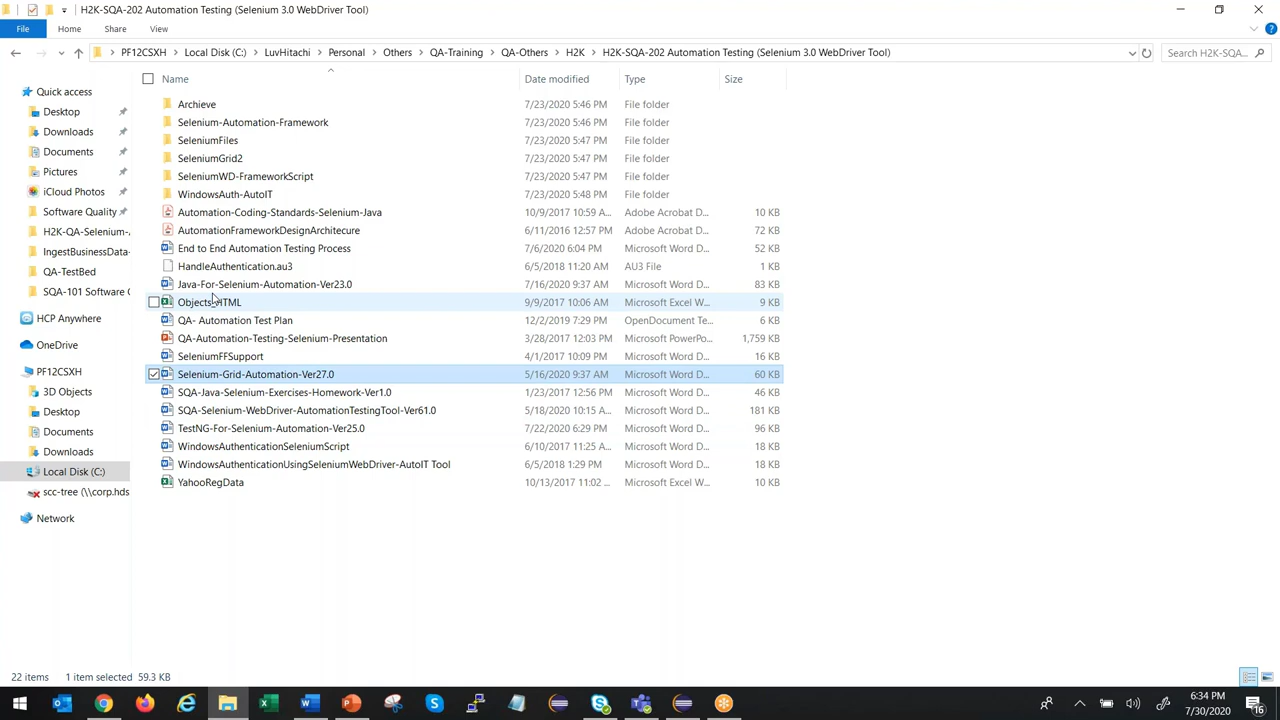 H2K-SQA-202 Automation Testing (Selenium 3.0 WebDriver Tool)
File Home Share View
PF12CSXH Local Disk (C:) LuvHitachi Personal Others QA-Training QA-Others H2K H2K-SQA-202 Automation Testing (Selenium 3.0 WebDriver Tool) Search H2K-SQA...
Name Date modified Type Size
Quick access
Desktop
Downloads
Documents
Pictures
iCloud Photos
Software Quality
H2K-QA-Selenium-
IngestBusinessData-
QA-TestBed
SQA-101 Software
HCP Anywhere
OneDrive
PF12CSXH
3D Objects
Desktop
Documents
Downloads
Local Disk (C:)
scc-tree (\\corp.hds
Network
Archieve 7/23/2020 5:46 PM File folder
Selenium-Automation-Framework 7/23/2020 5:46 PM File folder
SeleniumFiles 7/23/2020 5:47 PM File folder
SeleniumGrid2 7/23/2020 5:47 PM File folder
SeleniumWD-FrameworkScript 7/23/2020 5:47 PM File folder
WindowsAuth-AutoIT 7/23/2020 5:48 PM File folder
Automation-Coding-Standards-Selenium-Java 10/9/2017 10:59 A... Adobe Acrobat D... 10 KB
AutomationFrameworkDesignArchitecure 6/11/2016 12:57 PM Adobe Acrobat D... 72 KB
End to End Automation Testing Process 7/6/2020 6:04 PM Microsoft Word D... 52 KB
HandleAuthentication.au3 6/5/2018 11:20 AM AU3 File 1 KB
Java-For-Selenium-Automation-Ver23.0 7/16/2020 9:37 AM Microsoft Word D... 83 KB
Objects-HTML 9/9/2017 10:06 AM Microsoft Excel W... 9 KB
QA- Automation Test Plan 12/2/2019 7:29 PM OpenDocument Te... 6 KB
QA-Automation-Testing-Selenium-Presentation 3/28/2017 12:03 PM Microsoft PowerPo... 1,759 KB
SeleniumFFSupport 4/1/2017 10:09 PM Microsoft Word D... 16 KB
Selenium-Grid-Automation-Ver27.0 5/16/2020 9:37 AM Microsoft Word D... 60 KB
SQA-Java-Selenium-Exercises-Homework-Ver1.0 1/23/2017 12:56 PM Microsoft Word D... 46 KB
SQA-Selenium-WebDriver-AutomationTestingTool-Ver61.0 5/18/2020 10:15 A... Microsoft Word D... 181 KB
TestNG-For-Selenium-Automation-Ver25.0 7/22/2020 6:29 PM Microsoft Word D... 96 KB
WindowsAuthenticationSeleniumScript 6/10/2017 11:25 A... Microsoft Word D... 18 KB
WindowsAuthenticationUsingSeleniumWebDriver-AutoIT Tool 6/5/2018 1:29 PM Microsoft Word D... 18 KB
YahooRegData 10/13/2017 11:02 ... Microsoft Excel W... 10 KB
22 items 1 item selected 59.3 KB
6:34 PM
7/30/2020
16